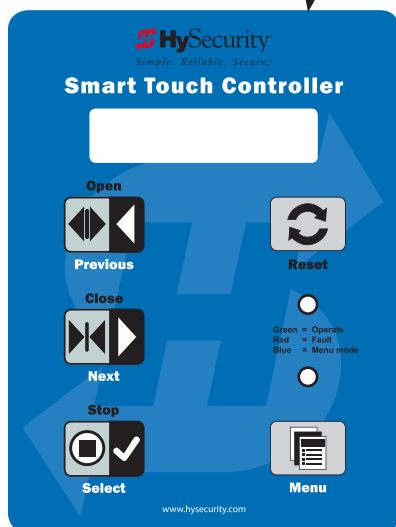 HySecurity
Simple. Reliable. Secure.
Smart Touch Controller
Open
Previous
Reset
Close
Green = Operate
Red = Fault
Blue = Menu mode
Next
Stop
Select
Menu
www.hysecurity.com